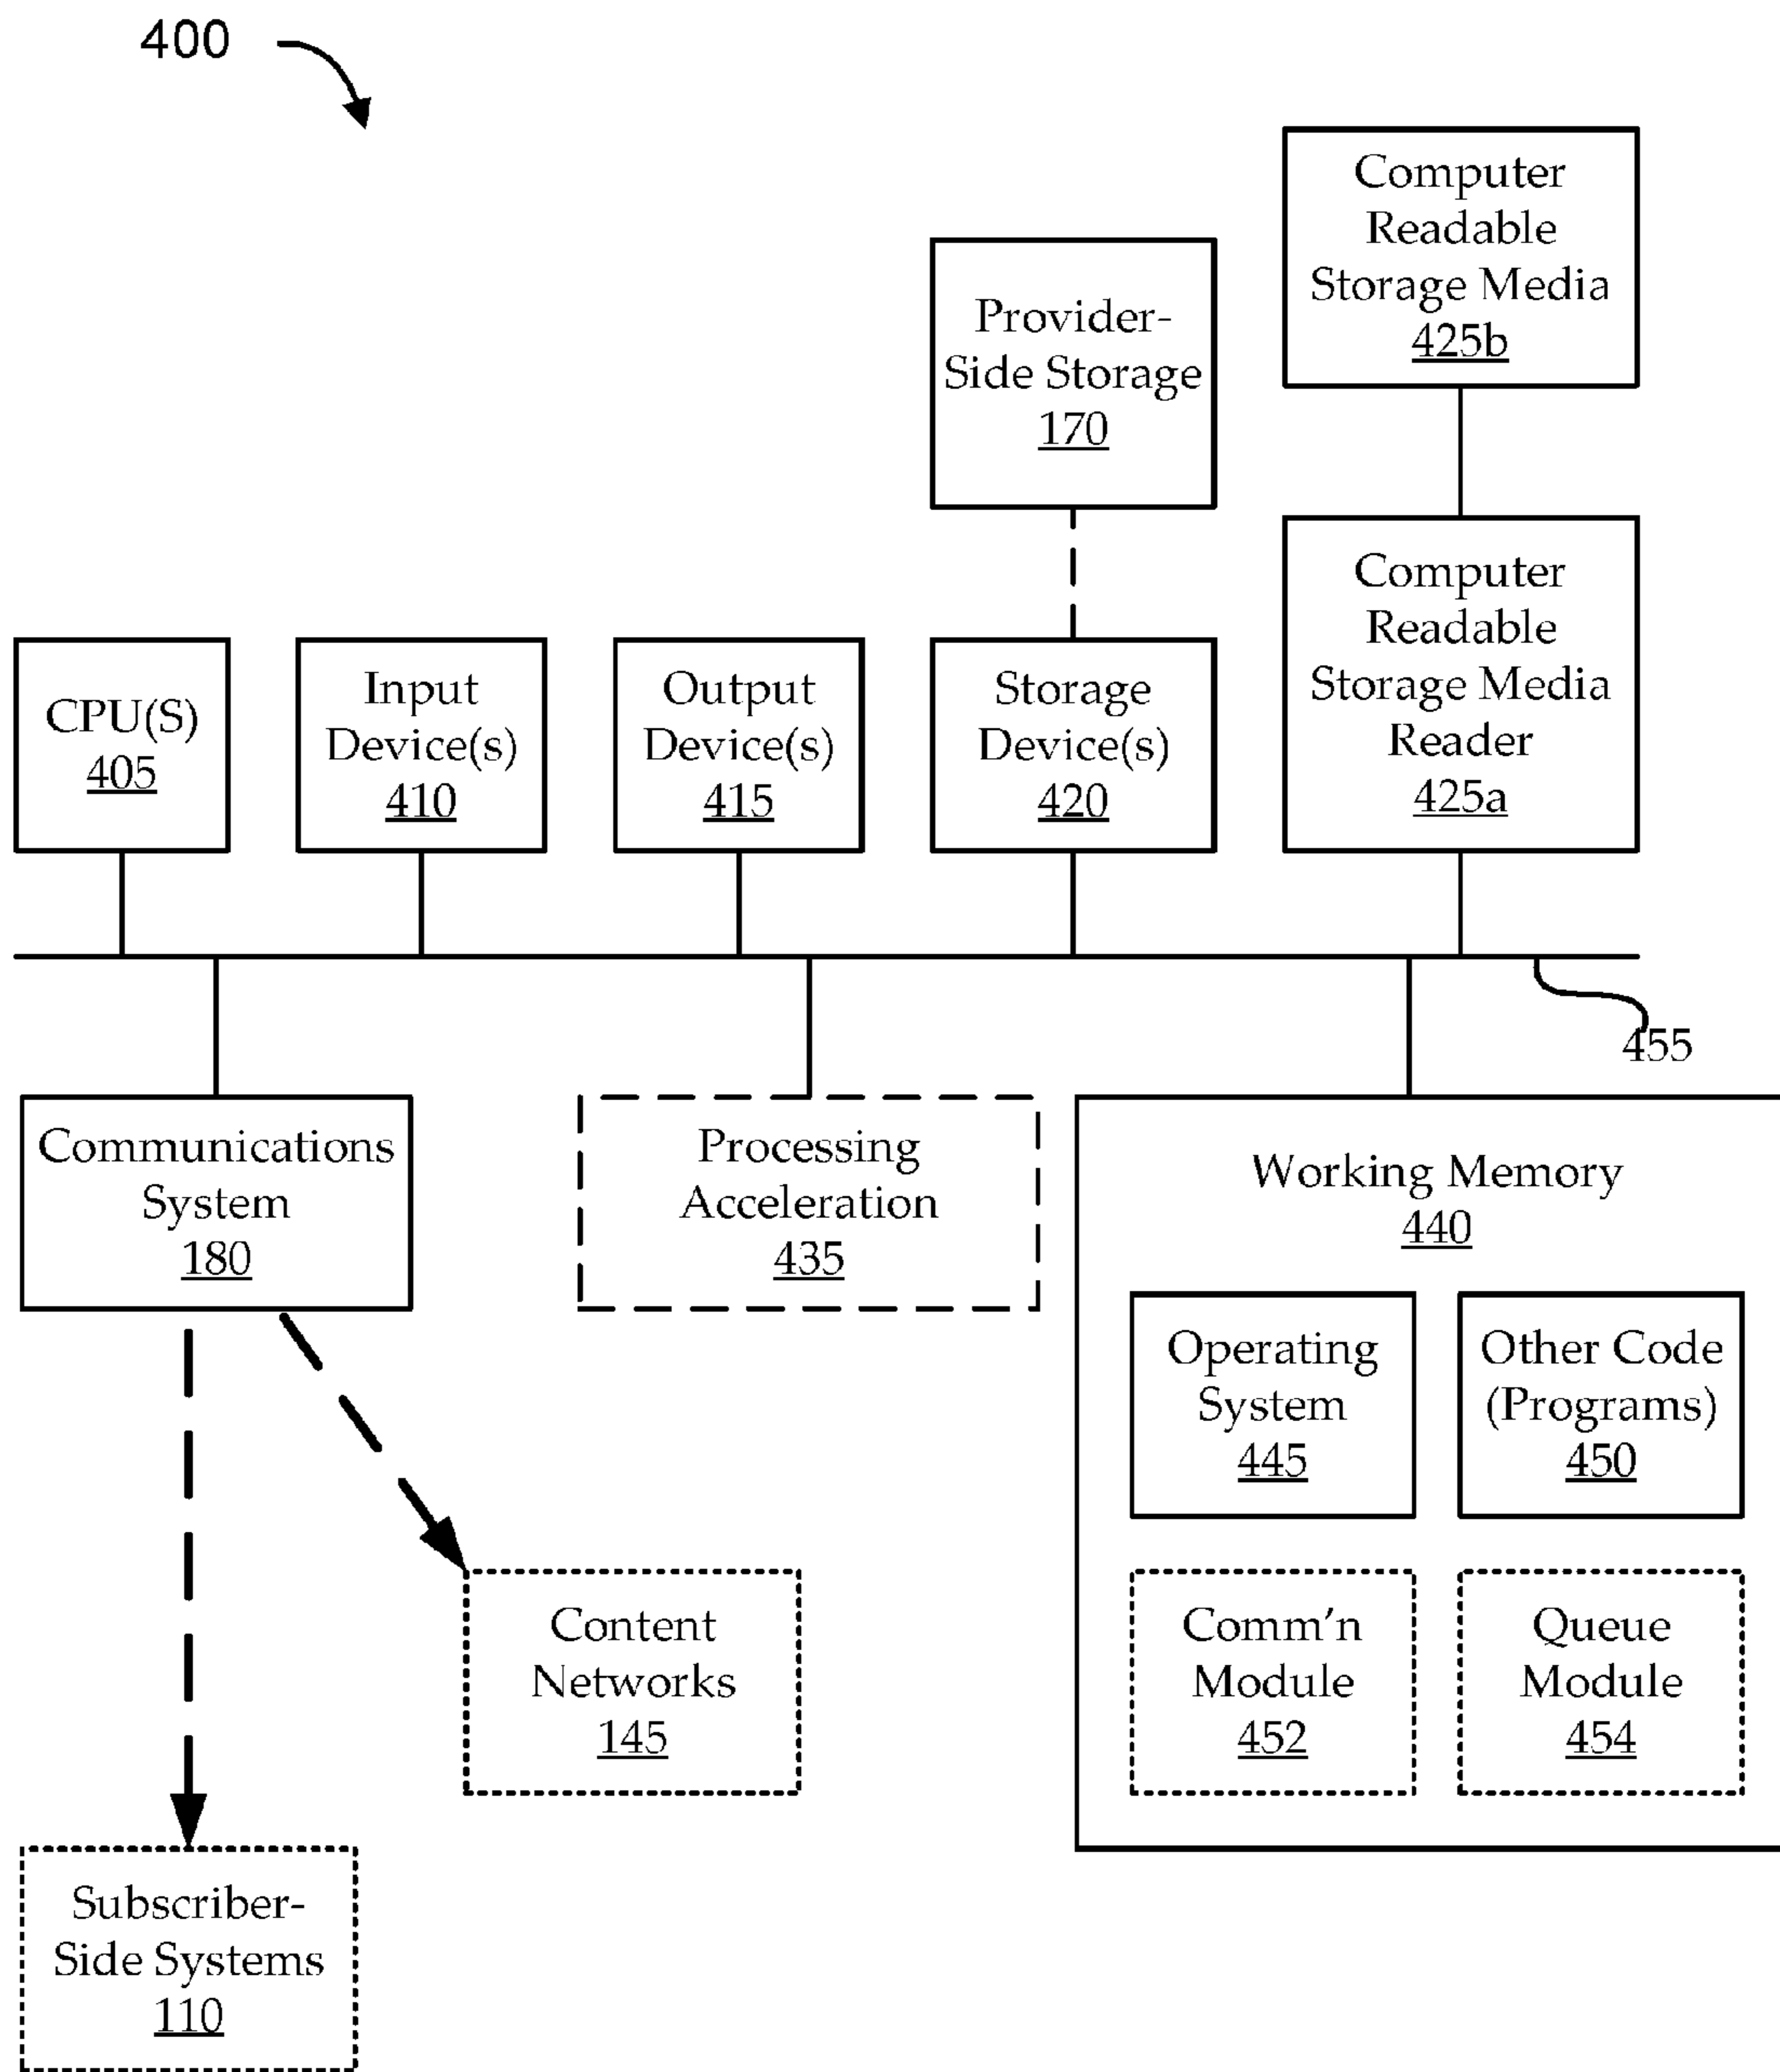 400
Computer
Readable
Storage Media
425b
Provider-
Side Storage
170
Computer
Readable
Storage Media
Reader
425a
CPU(S)
405
Input
Device(s)
410
Output
Device(s)
415
Storage
Device(s)
420
455
Communications
System
180
Processing
Acceleration
435
Working Memory
440
Operating
System
445
Other Code
(Programs)
450
Content
Networks
145
Comm’n
Module
452
Queue
Module
454
Subscriber-
Side Systems
110